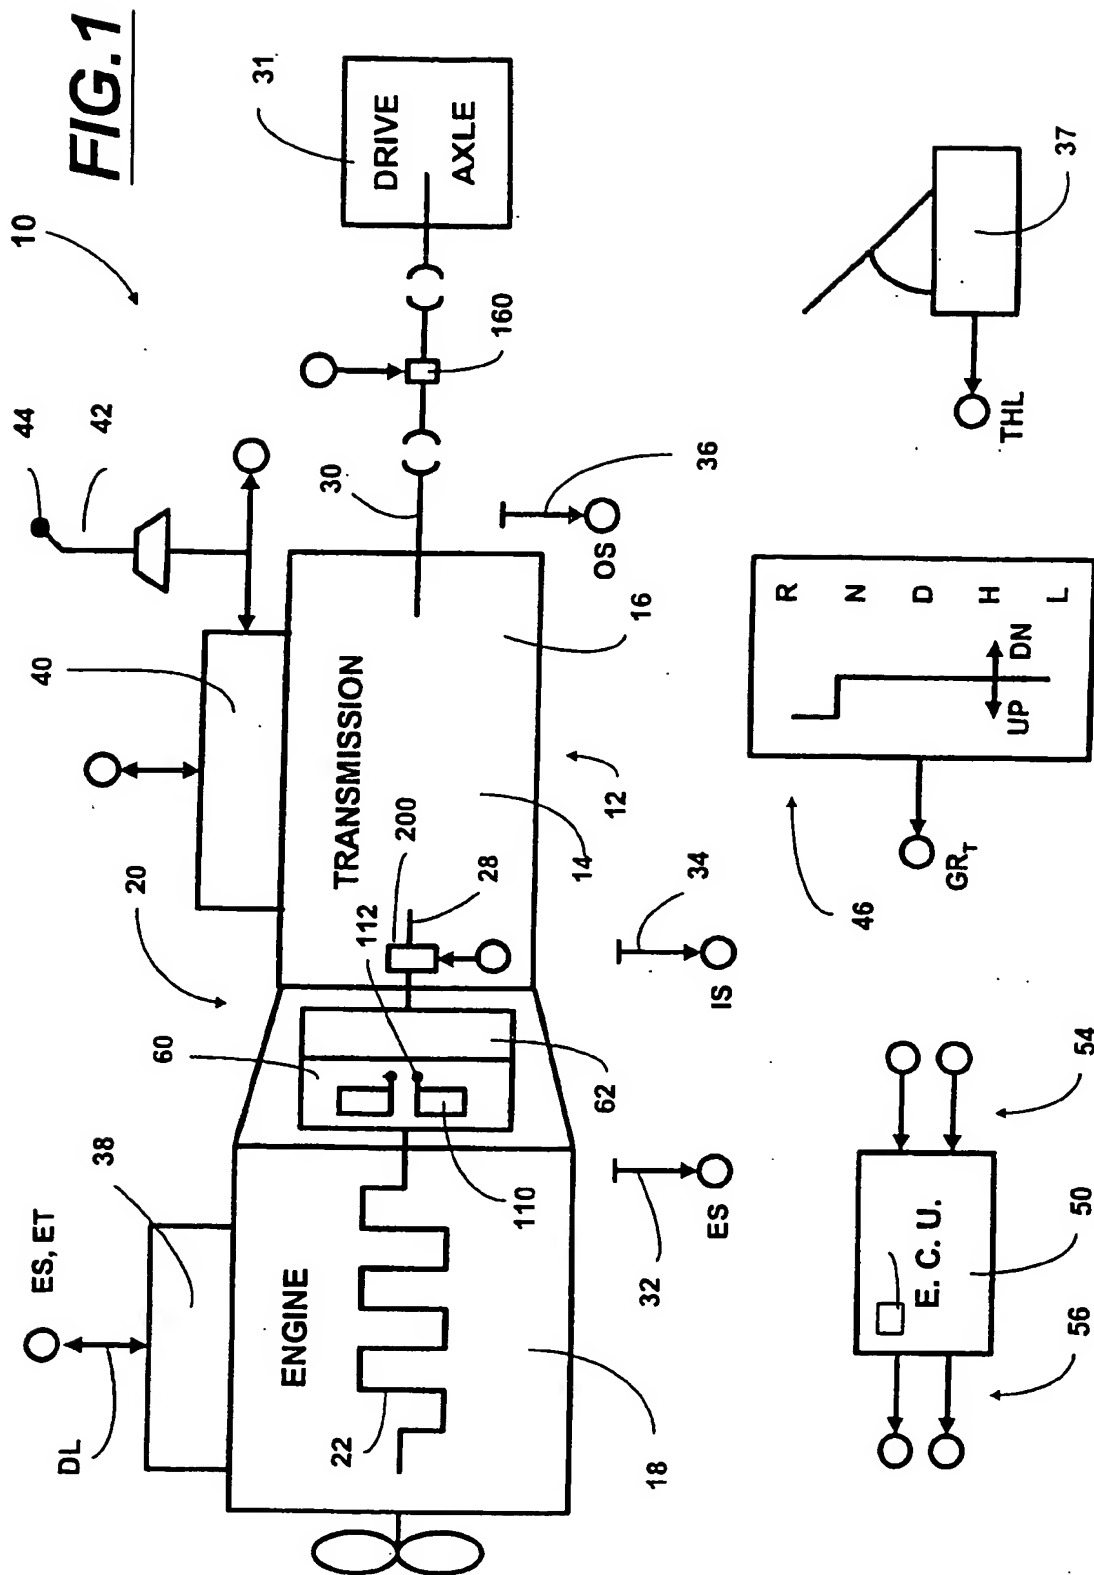 FIG.1
10
44
42
40
20
38
ES, ET
DL
ENGINE
22
18
60
62
110
112
200
28
TRANSMISSION
14
16
12
30
160
31
DRIVE
AXLE
32
ES
34
IS
36
OS
46
GRT
R
N
D
H
L
UP
DN
37
THL
54
E. C. U.
50
56